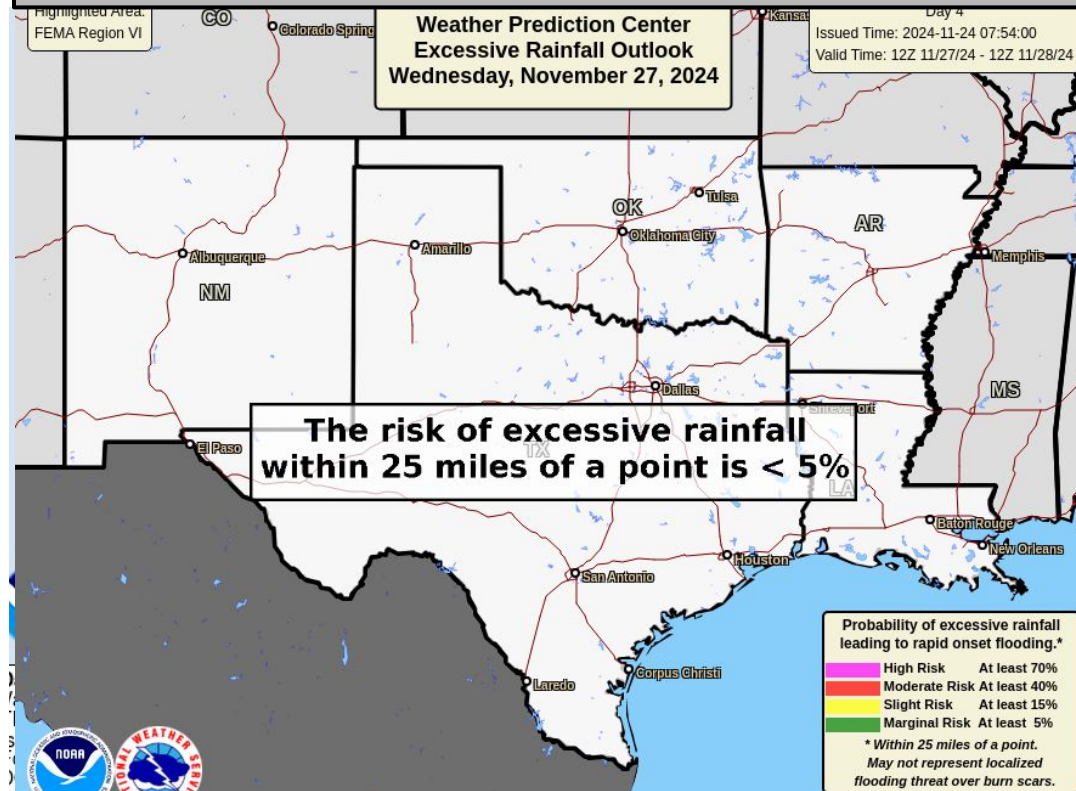 Highlighted Area:
FEMA Region VI
Weather Prediction Center
Excessive Rainfall Outlook
Wednesday, November 27, 2024
Day 4
Issued Time: 2024-11-24 07:54:00
Valid Time: 12Z 11/27/24 - 12Z 11/28/24
CO
Colorado Spring
Kansas
Tulsa
OK
Oklahoma City
AR
Amarillo
Albuquerque
Memphis
NM
Dallas
MS
Shreveport
The risk of excessive rainfall
within 25 miles of a point is < 5%
El Paso
TX
LA
Baton Rouge
New Orleans
Houston
San Antonio
Corpus Christi
Laredo
Probability of excessive rainfall
leading to rapid onset flooding.*
High Risk At least 70%
Moderate Risk At least 40%
Slight Risk At least 15%
Marginal Risk At least 5%
* Within 25 miles of a point.
May not represent localized
flooding threat over burn scars.
NOAA
NATIONAL OCEANIC AND ATMOSPHERIC ADMINISTRATION
WEATHER